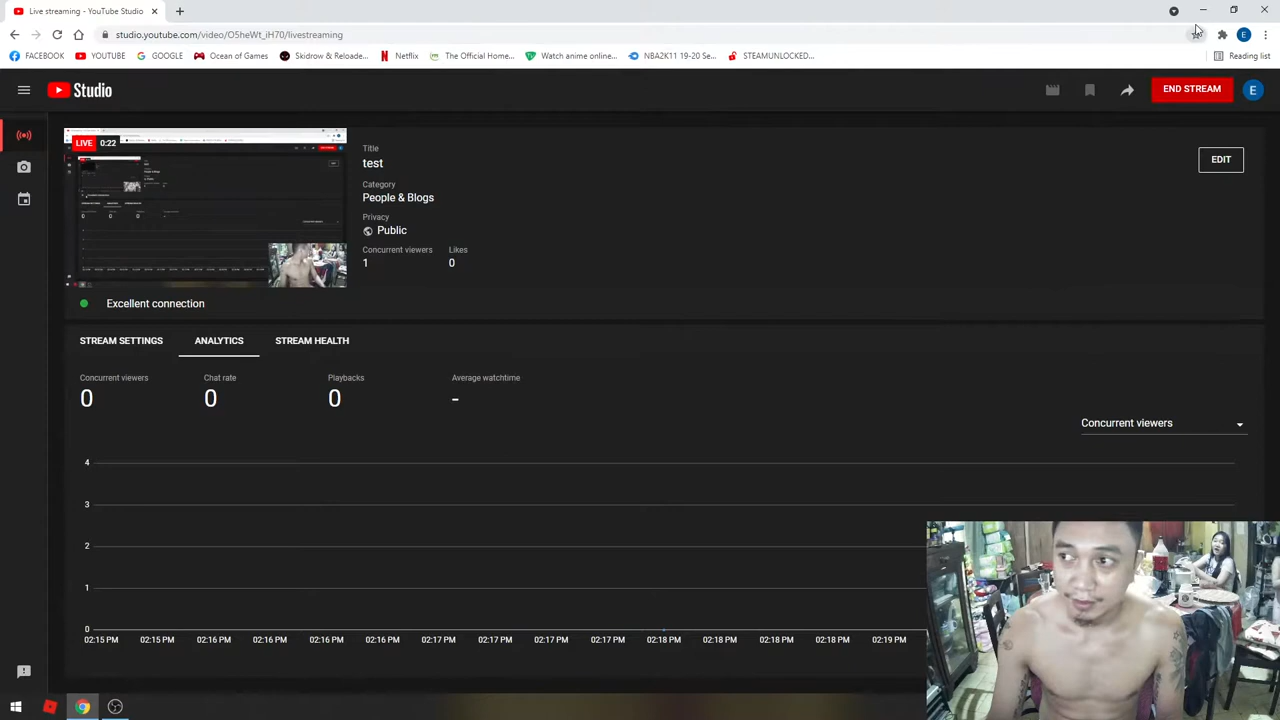 Live streaming - YouTube Studio
studio.youtube.com/video/O5heWt_iH70/livestreaming
FACEBOOK YOUTUBE GOOGLE Ocean of Games Skidrow & Reloade... Netflix The Official Home... Watch anime online... NBA2K11 19-20 Se... STEAMUNLOCKED... Reading list
Studio END STREAM E
LIVE 0:22
Title
test
EDIT
Category
People & Blogs
Privacy
Public
Concurrent viewers Likes
1 0
Excellent connection
STREAM SETTINGS ANALYTICS STREAM HEALTH
Concurrent viewers Chat rate Playbacks Average watchtime
0 0 0 -
Concurrent viewers
4
3
2
1
0
02:15 PM 02:15 PM 02:16 PM 02:16 PM 02:16 PM 02:16 PM 02:17 PM 02:17 PM 02:17 PM 02:17 PM 02:18 PM 02:18 PM 02:18 PM 02:18 PM 02:19 PM